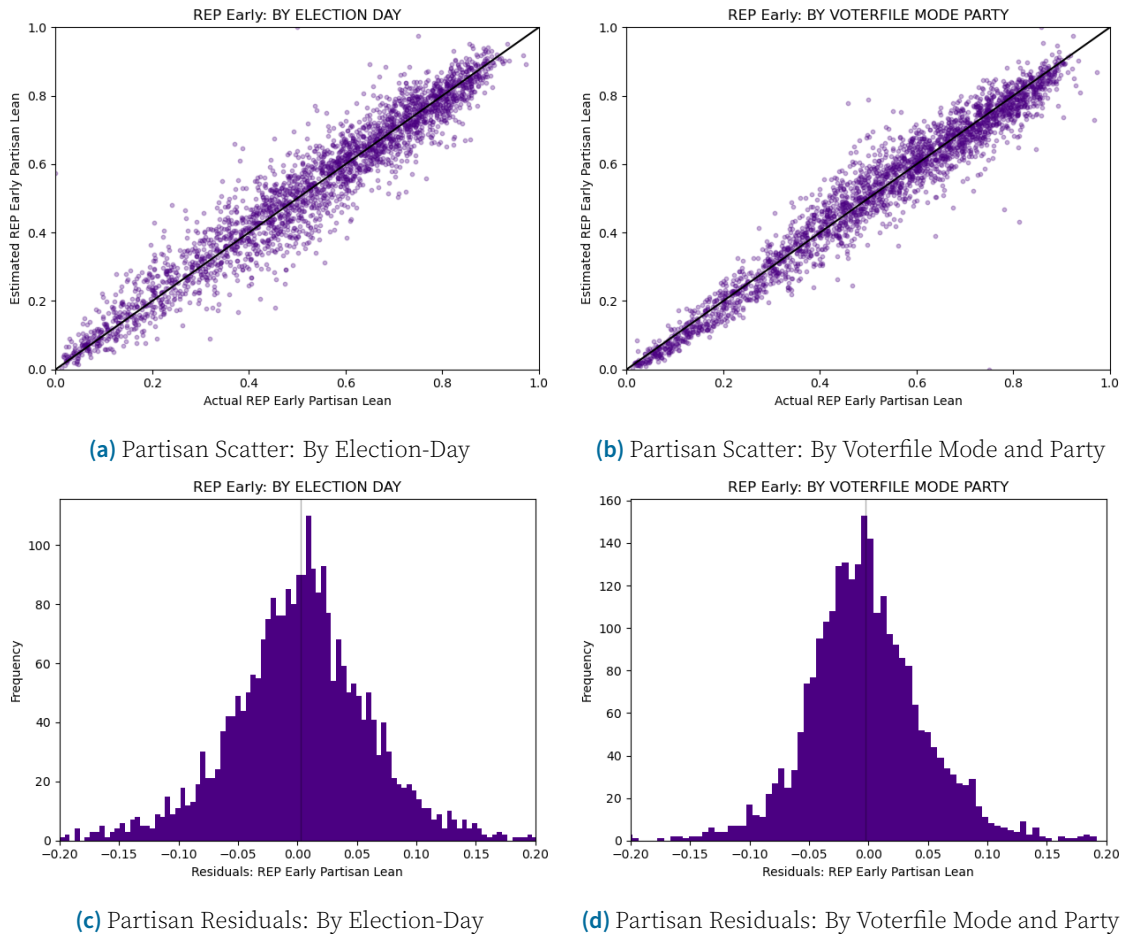 REP Early: BY ELECTION DAY
1.0
0.8
0.6
0.4
0.2
0.0
Estimated REP Early Partisan Lean
0.0 0.2 0.4 0.6 0.8 1.0
Actual REP Early Partisan Lean
(a) Partisan Scatter: By Election-Day
REP Early: BY VOTERFILE MODE PARTY
1.0
0.8
0.6
0.4
0.2
0.0
Estimated REP Early Partisan Lean
0.0 0.2 0.4 0.6 0.8 1.0
Actual REP Early Partisan Lean
(b) Partisan Scatter: By Voterfile Mode and Party
REP Early: BY ELECTION DAY
100
80
60
40
20
0
Frequency
−0.20 −0.15 −0.10 −0.05 0.00 0.05 0.10 0.15 0.20
Residuals: REP Early Partisan Lean
(c) Partisan Residuals: By Election-Day
REP Early: BY VOTERFILE MODE PARTY
160
140
120
100
80
60
40
20
0
Frequency
−0.20 −0.15 −0.10 −0.05 0.00 0.05 0.10 0.15 0.20
Residuals: REP Early Partisan Lean
(d) Partisan Residuals: By Voterfile Mode and Party